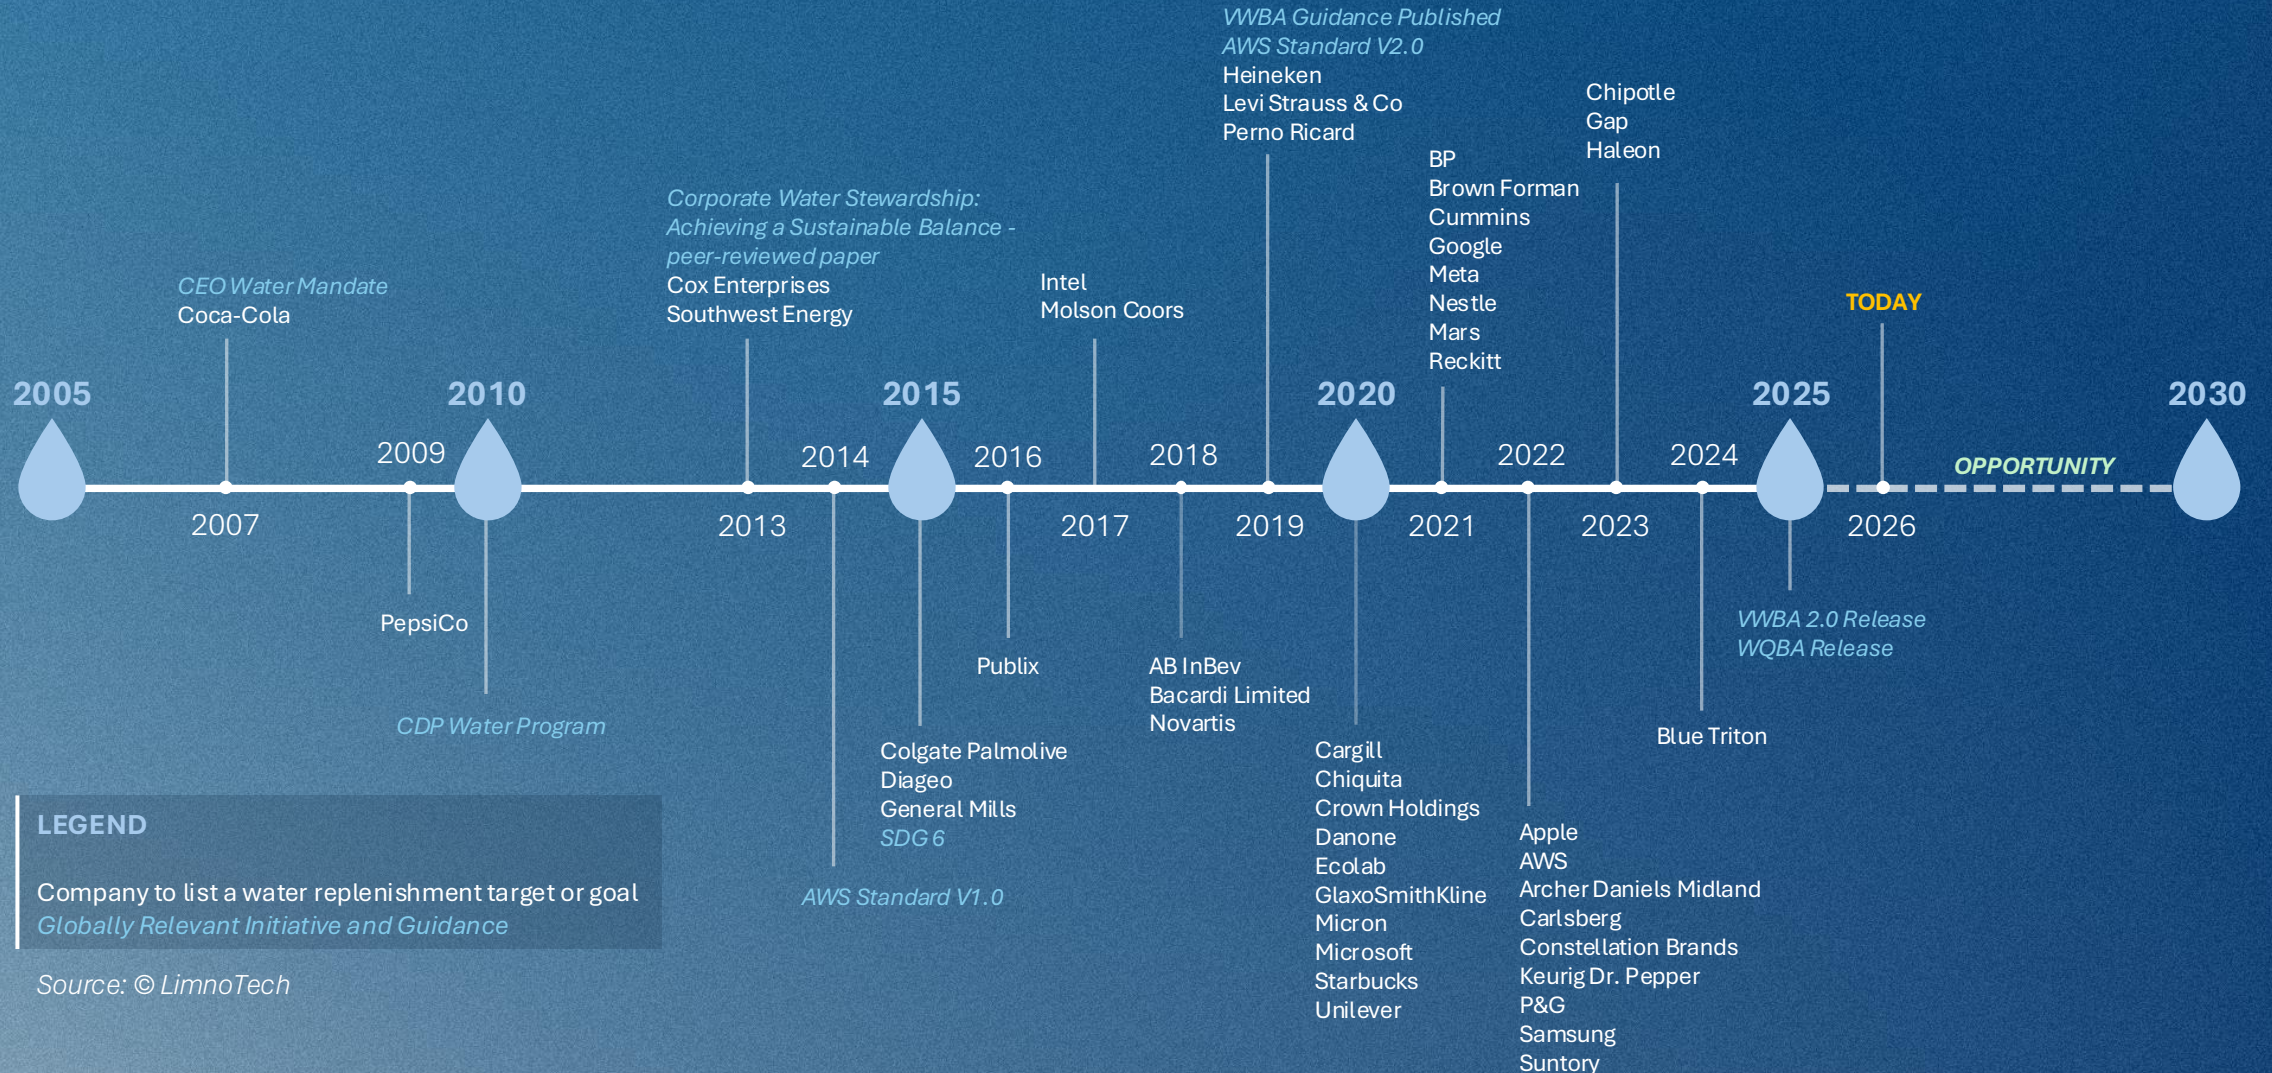 VWBA Guidance Published
AWS Standard V2.0
Heineken
Levi Strauss & Co
Perno Ricard
Chipotle
Gap
Haleon
BP
Brown Forman
Cummins
Google
Meta
Nestle
Mars
Reckitt
Corporate Water Stewardship:
Achieving a Sustainable Balance -
peer-reviewed paper
Cox Enterprises
Southwest Energy
Intel
Molson Coors
CEO Water Mandate
Coca-Cola
TODAY
2005
2010
2015
2020
2025
2030
2009
2014
2016
2018
2022
2024
OPPORTUNITY
2007
2013
2017
2019
2021
2023
2026
PepsiCo
CDP Water Program
Publix
AB InBev
Bacardi Limited
Novartis
VWBA 2.0 Release
WQBA Release
Blue Triton
Colgate Palmolive
Diageo
General Mills
SDG 6
AWS Standard V1.0
Cargill
Chiquita
Crown Holdings
Danone
Ecolab
GlaxoSmithKline
Micron
Microsoft
Starbucks
Unilever
Apple
AWS
Archer Daniels Midland
Carlsberg
Constellation Brands
Keurig Dr. Pepper
P&G
Samsung
Suntory
LEGEND
Company to list a water replenishment target or goal
Globally Relevant Initiative and Guidance
Source: © LimnoTech